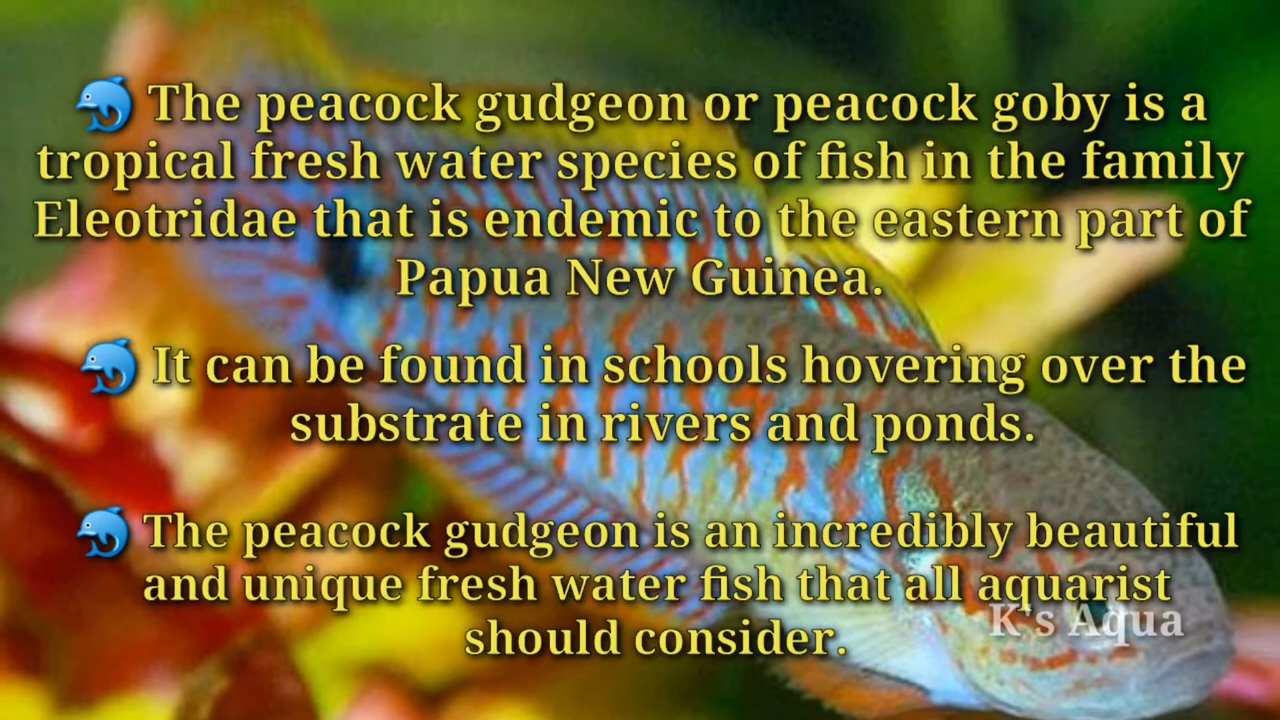 🐬 The peacock gudgeon or peacock goby is a
tropical fresh water species of fish in the family
Eleotridae that is endemic to the eastern part of
Papua New Guinea.
🐬 It can be found in schools hovering over the
substrate in rivers and ponds.
🐬 The peacock gudgeon is an incredibly beautiful
and unique fresh water fish that all aquarist
should consider.
K's Aqua